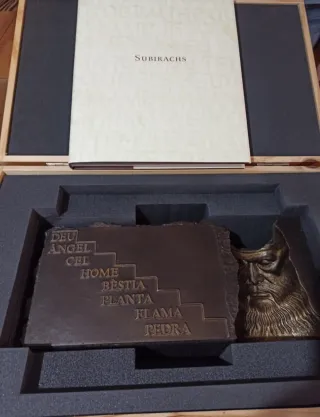 SUBIRACHS
DEU
ÀNGEL
CEL
HOME
BÈSTIA
PLANTA
FLAMA
PEDRA